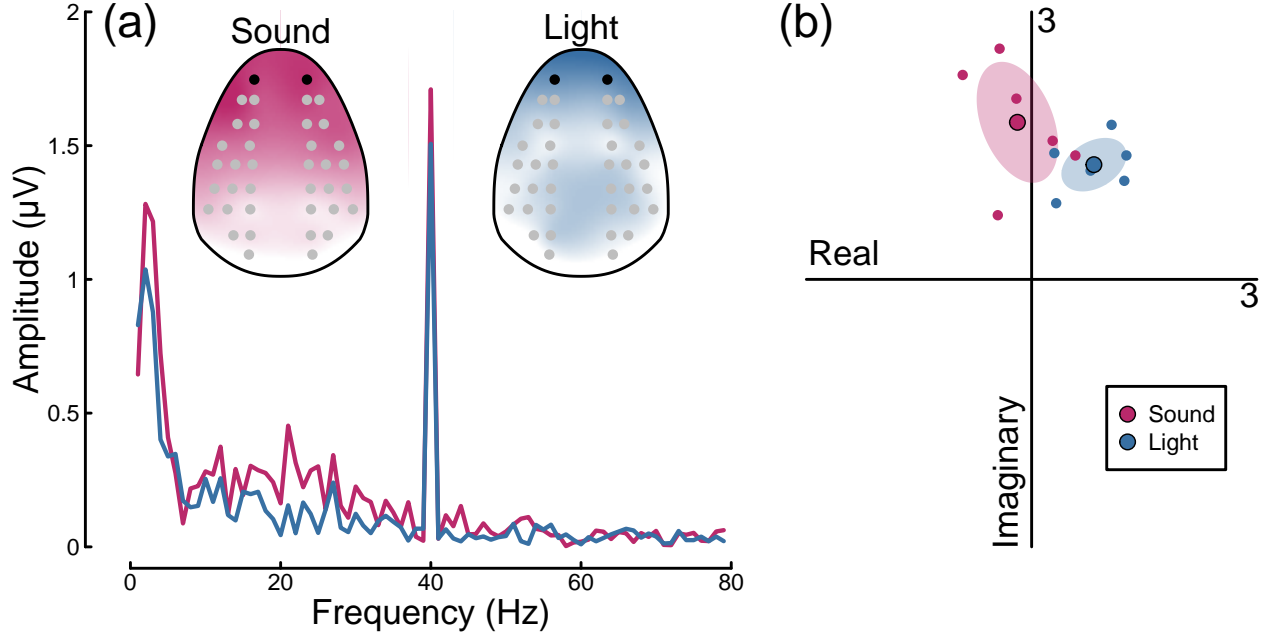 (a)
Sound
Light
2
1.5
1
0.5
0
Amplitude (µV)
0
20
40
60
80
Frequency (Hz)
(b)
3
Real
3
Imaginary
Sound
Light